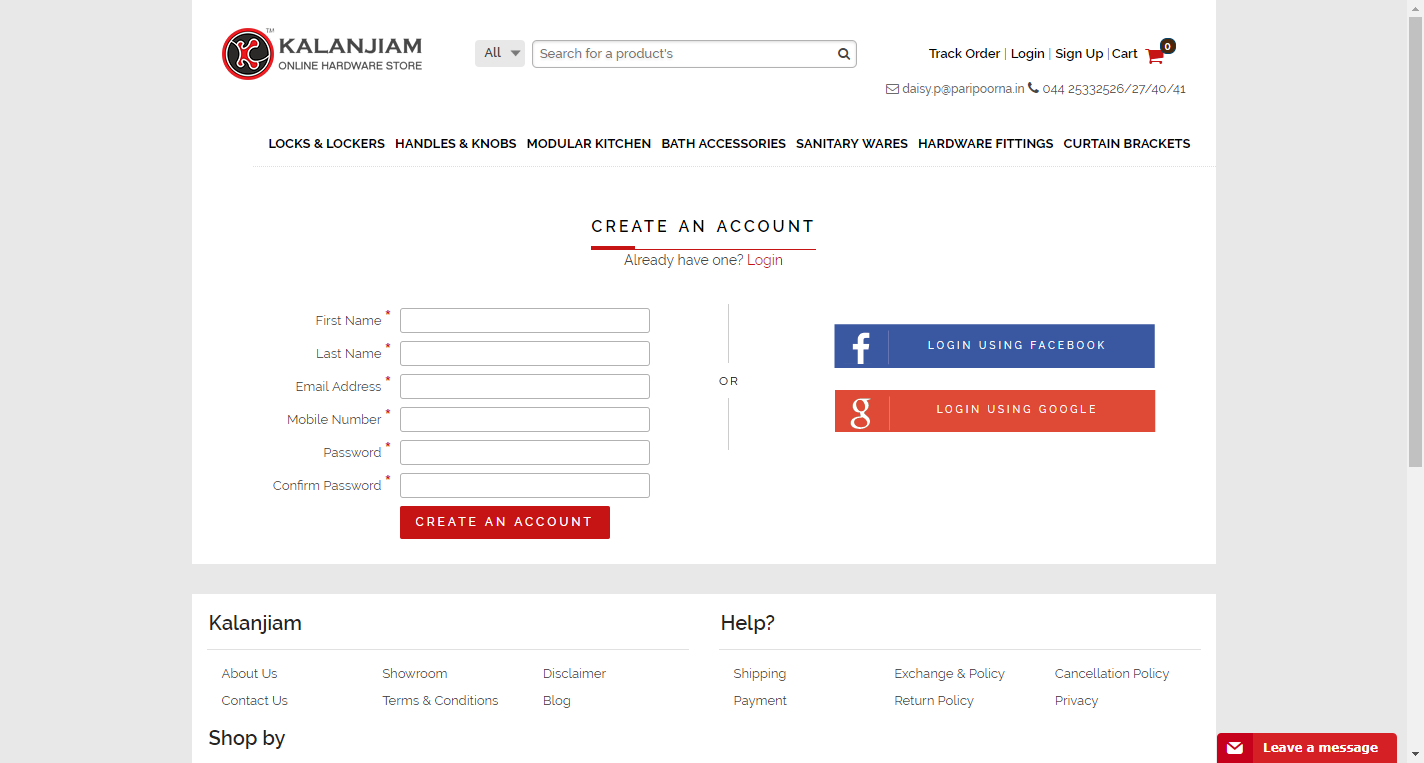 TM
KALANJIAM
ONLINE HARDWARE STORE
All
Search for a product's
Track Order | Login | Sign Up | Cart 0
daisy.p@paripoorna.in 044 25332526/27/40/41
LOCKS & LOCKERS HANDLES & KNOBS MODULAR KITCHEN BATH ACCESSORIES SANITARY WARES HARDWARE FITTINGS CURTAIN BRACKETS
CREATE AN ACCOUNT
Already have one? Login
First Name *
Last Name *
Email Address *
Mobile Number *
Password *
Confirm Password *
CREATE AN ACCOUNT
OR
f LOGIN USING FACEBOOK
g LOGIN USING GOOGLE
Kalanjiam
About Us Showroom Disclaimer
Contact Us Terms & Conditions Blog
Help?
Shipping Exchange & Policy Cancellation Policy
Payment Return Policy Privacy
Shop by
Leave a message